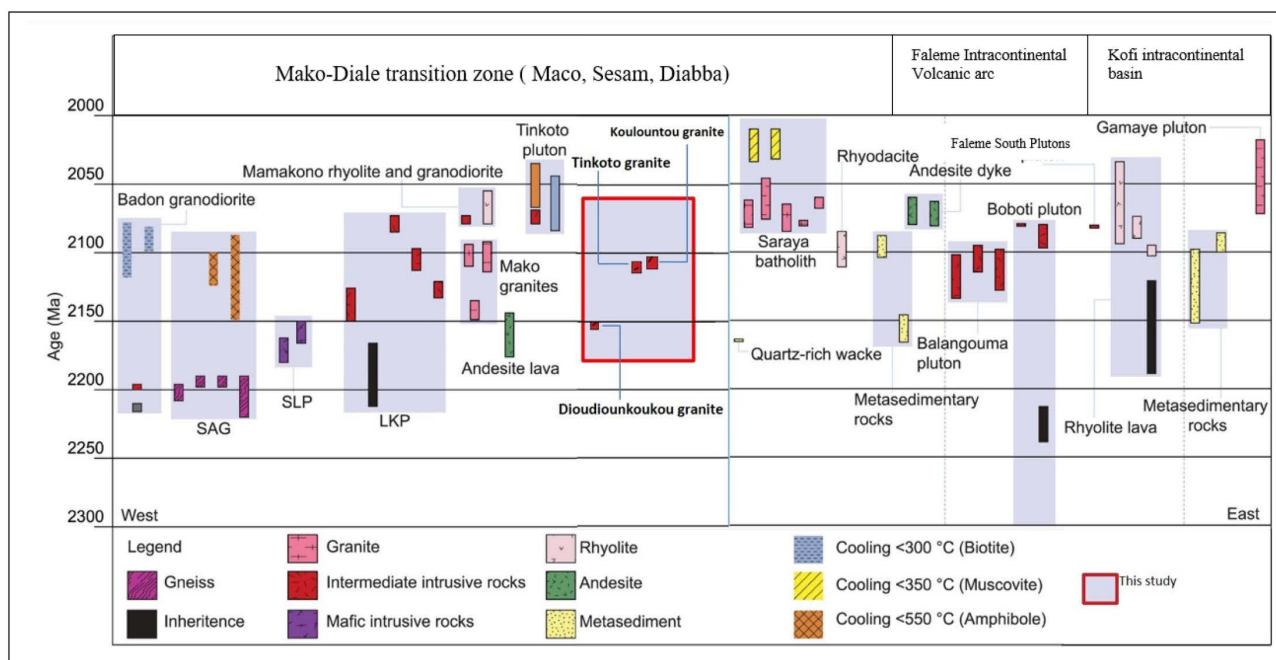 Mako-Diale transition zone ( Maco, Sesam, Diabba)
Faleme Intracontinental
Volcanic arc
Kofi intracontinental
basin
Age (Ma)
2000
2050
2100
2150
2200
2250
2300
Badon granodiorite
SAG
SLP
LKP
Mamakono rhyolite and granodiorite
Mako
granites
Andesite lava
Tinkoto
pluton
Koulountou granite
Tinkoto granite
Dioudiounkoukou granite
Saraya
batholith
Quartz-rich wacke
Rhyodacite
Metasedimentary
rocks
Andesite dyke
Balangouma
pluton
Faleme South Plutons
Boboti pluton
Rhyolite lava
Gamaye pluton
Metasedimentary
rocks
West
East
Legend
Gneiss
Inheritence
Granite
Intermediate intrusive rocks
Mafic intrusive rocks
Rhyolite
Andesite
Metasediment
Cooling <300 °C (Biotite)
Cooling <350 °C (Muscovite)
Cooling <550 °C (Amphibole)
This study